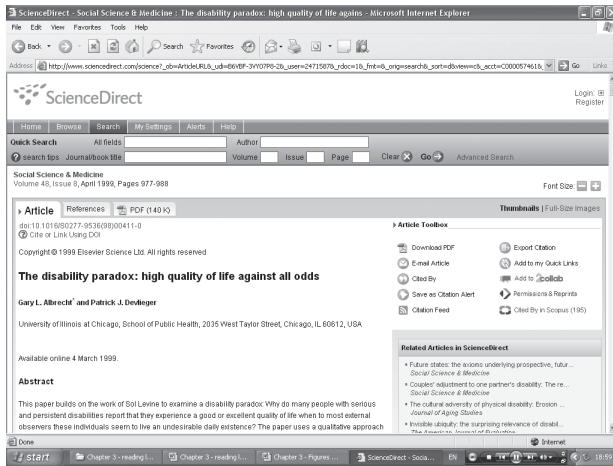 ScienceDirect - Social Science & Medicine : The disability paradox: high quality of life agains - Microsoft Internet Explorer
File Edit View Favorites Tools Help
Back Search Favorites
Address http://www.sciencedirect.com/science?_ob=ArticleURL&_udi= Go Links
ScienceDirect
Login:
Register
Home Browse Search My Settings Alerts Help
Quick Search All fields Author
search tips Journal/book title Volume Issue Page Clear Go Advanced Search
Social Science & Medicine
Volume 48, Issue 8, April 1999, Pages 977-988
Font Size:
Article References PDF (140 K) Thumbnails | Full-Size Images
doi:10.1016/S0277-9536(98)00411-0
Cite or Link Using DOI
Copyright © 1999 Elsevier Science Ltd. All rights reserved
The disability paradox: high quality of life against all odds
Gary L. Albrecht* and Patrick J. Devlieger
University of Illinois at Chicago, School of Public Health, 2035 West Taylor Street, Chicago, IL 60612, USA
Available online 4 March 1999.
Abstract
This paper builds on the work of Sol Levine to examine a disability paradox: Why do many people with serious
and persistent disabilities report that they experience a good or excellent quality of life when to most external
observers these individuals seem to live an undesirable daily existence? The paper uses a qualitative approach
Article Toolbox
Download PDF Export Citation
E-mail Article Add to my Quick Links
Cited By Add to 2collab
Save as Citation Alert Permissions & Reprints
Citation Feed Cited By in Scopus (195)
Related Articles in ScienceDirect
Future states: the axioms underlying prospective, futur...
Social Science & Medicine
Couples' adjustment to one partner's disability: The re...
Social Science & Medicine
The cultural adversity of physical disability: Erosion ...
Journal of Aging Studies
Invisible ubiquity: the surprising relevance of disabil...
The American Journal of Evaluation
Done Internet
start Chapter 3 - reading l... Chapter 3 - reading l... Chapter 3 - Figures ... ScienceDirect - Socia... EN 18:59